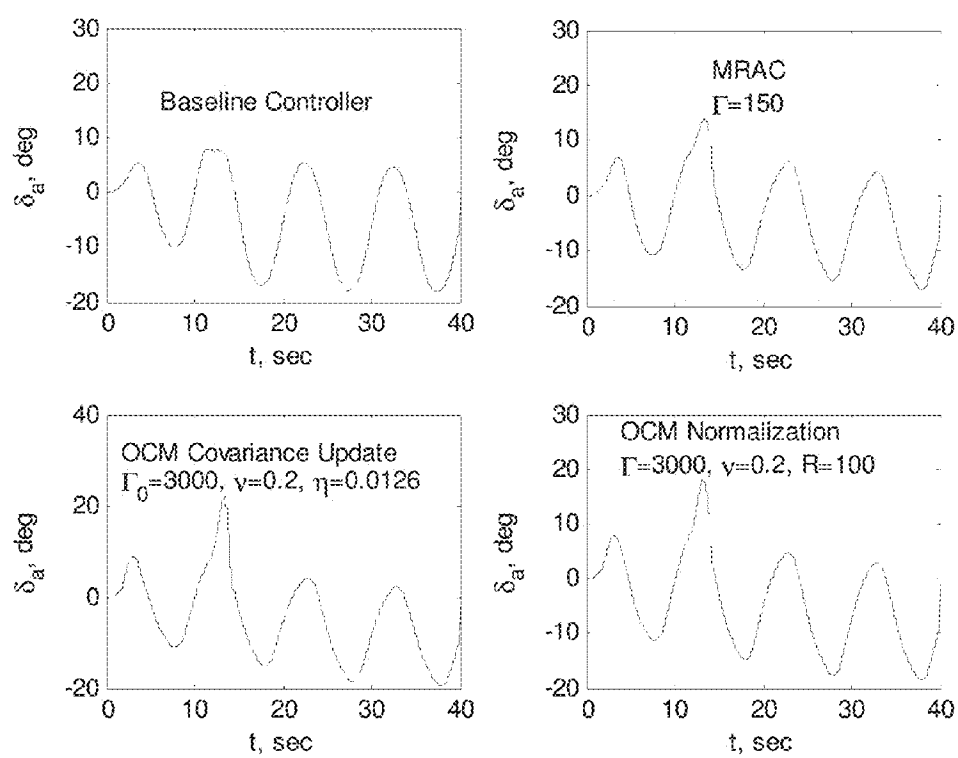 30
20
10
0
-10
-20
δa, deg
Baseline Controller
0 10 20 30 40
t, sec
30
20
10
0
-10
-20
δa, deg
MRAC
Γ=150
0 10 20 30 40
t, sec
40
20
0
-20
δa, deg
OCM Covariance Update
Γ0=3000, ν=0.2, η=0.0126
0 10 20 30 40
t, sec
30
20
10
0
-10
-20
δa, deg
OCM Normalization
Γ=3000, ν=0.2, R=100
0 10 20 30 40
t, sec